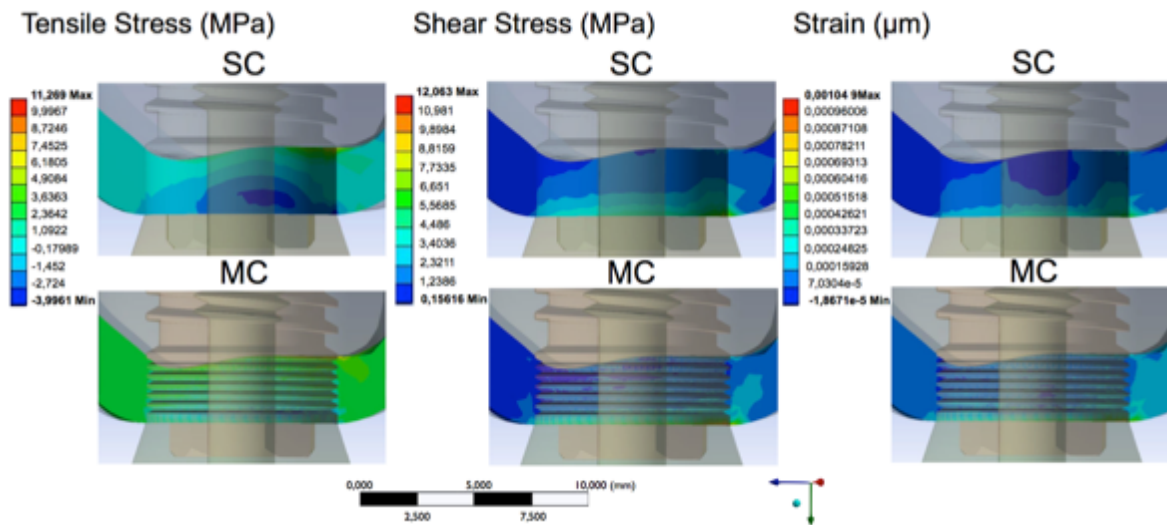 Tensile Stress (MPa)
Shear Stress (MPa)
Strain (µm)
SC
SC
SC
11,269 Max
9,9967
8,7246
7,4525
6,1805
4,9084
3,6363
2,3642
1,0922
-0,17989
-1,452
-2,724
-3,9961 Min
12,063 Max
10,981
9,8984
8,8159
7,7335
6,651
5,5685
4,486
3,4036
2,3211
1,2386
0,15616 Min
0,00104 9Max
0,00096006
0,00087108
0,00078211
0,00069313
0,00060416
0,00051518
0,00042621
0,00033723
0,00024825
0,00015928
7,0304e-5
-1,8671e-5 Min
MC
MC
MC
0,000
5,000
10,000 (mm)
2,500
7,500